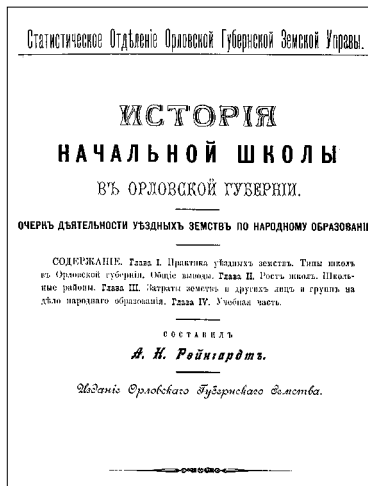 Статистическое Отдѣленіе Орловской Губернской Земской Управы.
ИСТОРІЯ
НАЧАЛЬНОЙ ШКОЛЫ
ВЪ ОРЛОВСКОЙ ГУБЕРНІИ.
ОЧЕРКЪ ДѢЯТЕЛЬНОСТИ УѢЗДНЫХЪ ЗЕМСТВЪ ПО НАРОДНОМУ ОБРАЗОВАНІ
СОДЕРЖАНІЕ. Глава I. Практика уѣздныхъ земствъ. Типы школъ
въ Орловской губерніи. Общіе выводы. Глава II. Ростъ школъ. Школь-
ные районы. Глава III. Затраты земствъ и другихъ лицъ и группъ на
дѣло народнаго образованія. Глава IV. Учебная часть.
СОСТАВИЛЪ
А. Н. Рейнгардтъ.
Изданіе Орловскаго Губернскаго Земства.